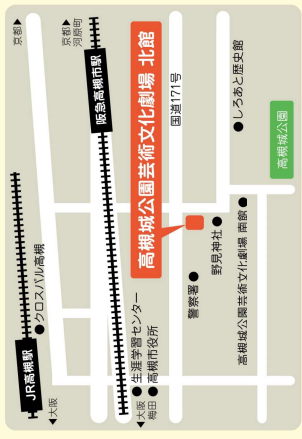 京都▶
京都▶
河原町
阪急高槻市駅
高槻城公園芸術文化劇場 北館
国道171号
●しろあと歴史館
高槻城公園
●クロスパル高槻
JR高槻駅
◀大阪
●生涯学習センター
●高槻市役所
◀大阪
梅田
警察署●
野見神社●
高槻城公園芸術文化劇場 南館●